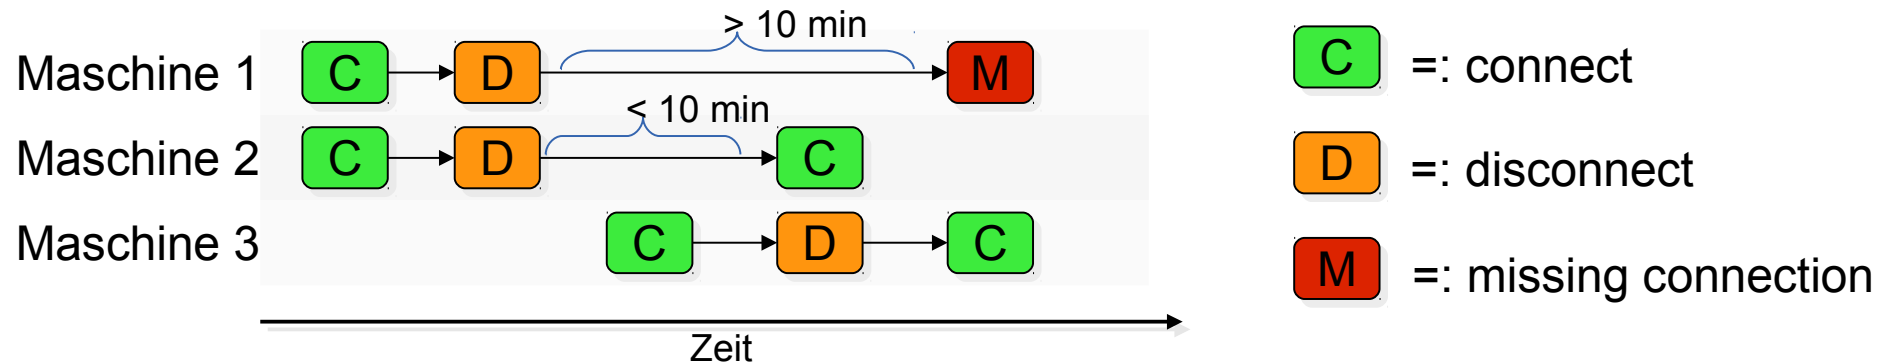 > 10 min
Maschine 1 C D M
< 10 min
Maschine 2 C D C
Maschine 3 C D C
Zeit
C =: connect
D =: disconnect
M =: missing connection